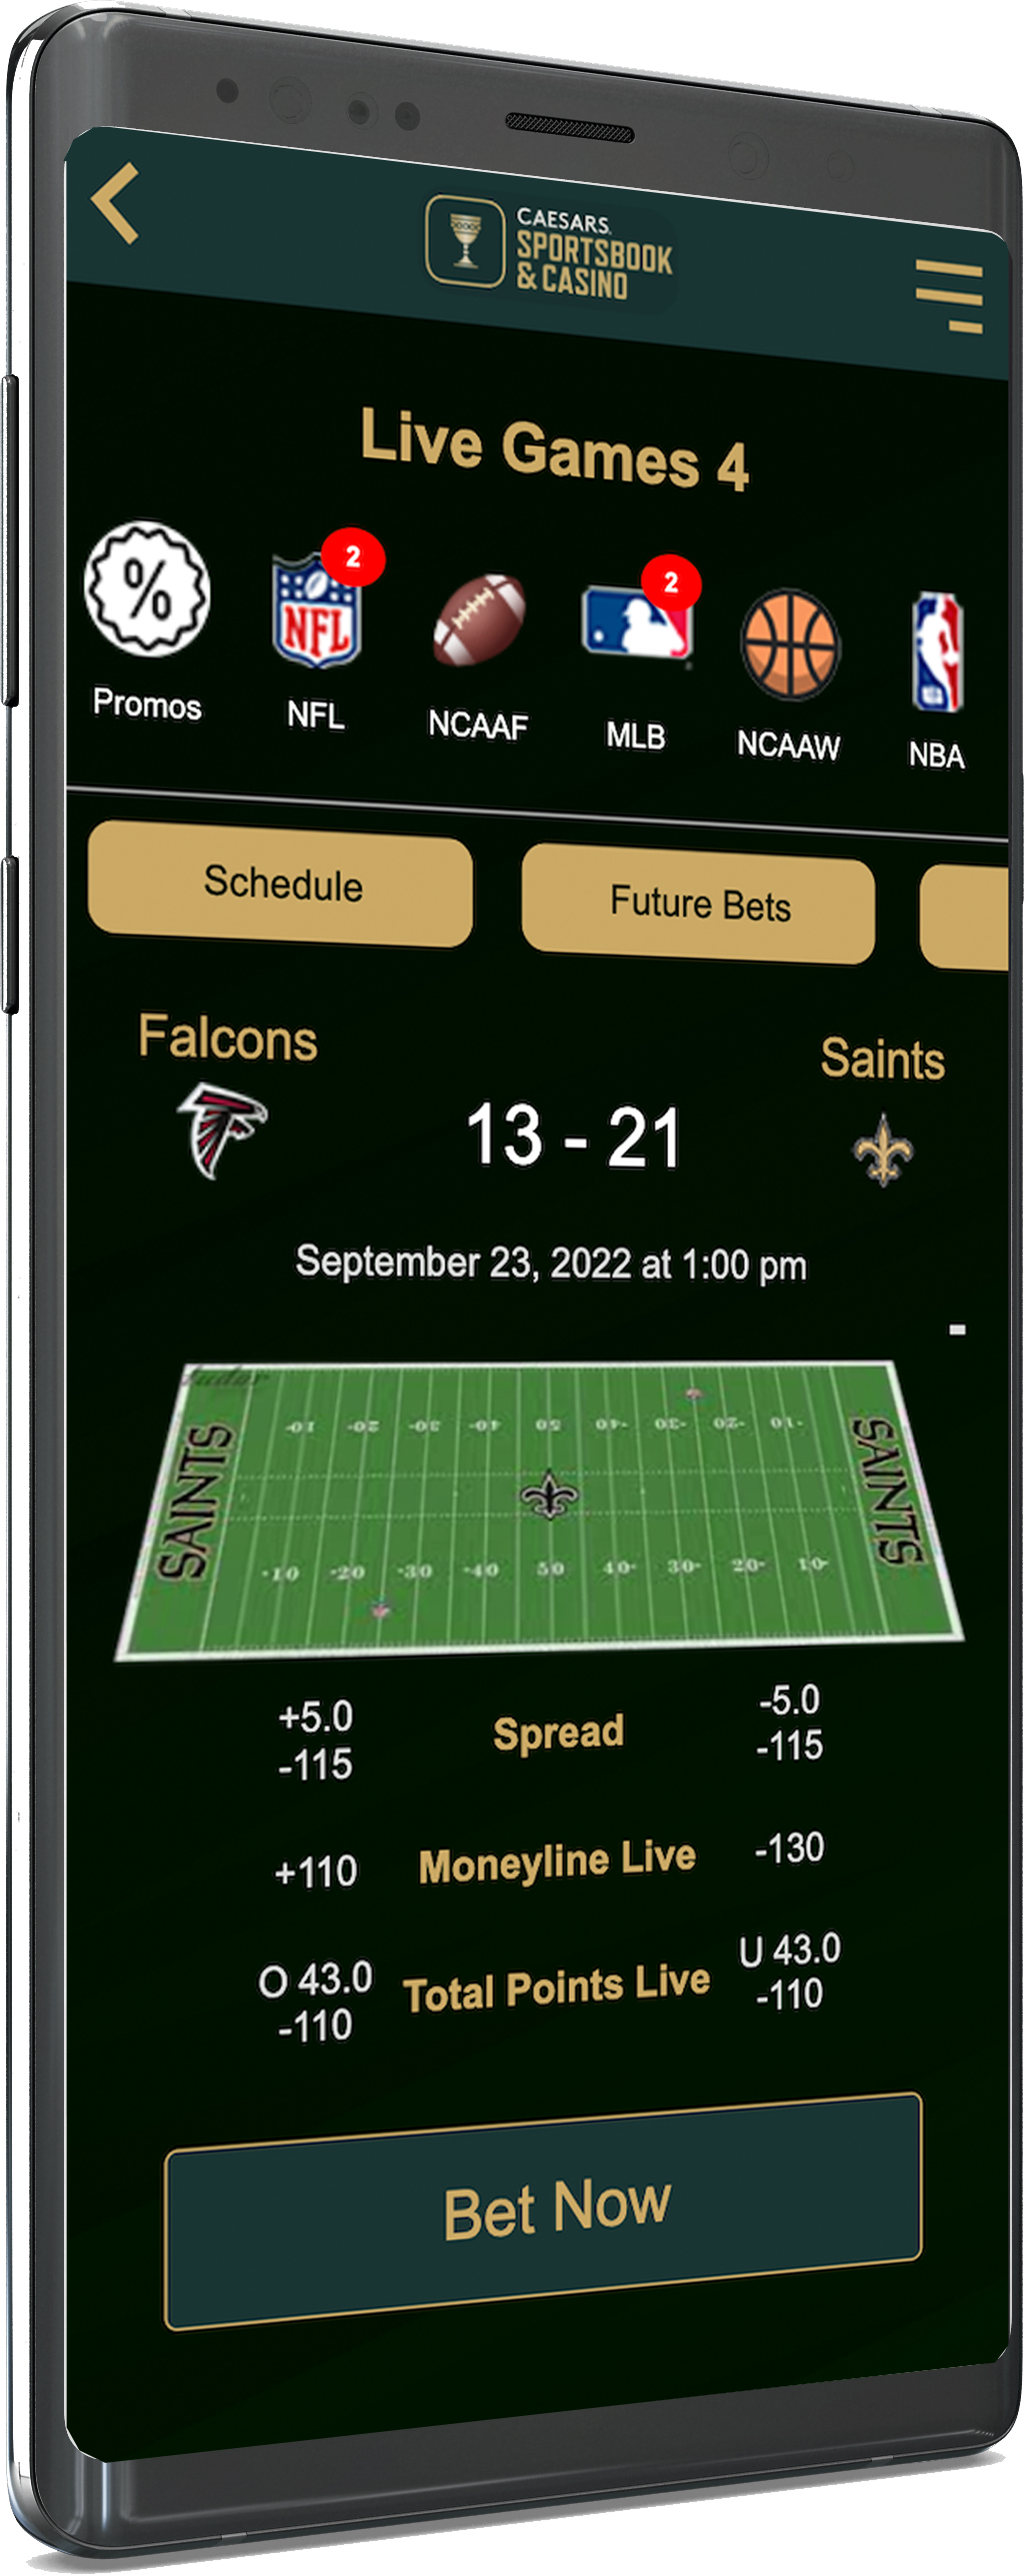 CAESARS
SPORTSBOOK
& CASINO
Live Games 4
%
2
NFL
2
Promos
NFL
NCAAF
MLB
NCAAW
NBA
NBA
Schedule
Future Bets
Falcons
Saints
13 - 21
September 23, 2022 at 1:00 pm
-
SAINTS
10 20 30 40 50 40 30 20 10
SAINTS
10 20 30 40 50 40 30 20 10
+5.0
-115
Spread
-5.0
-115
+110
Moneyline Live
-130
O 43.0
-110
Total Points Live
U 43.0
-110
Bet Now